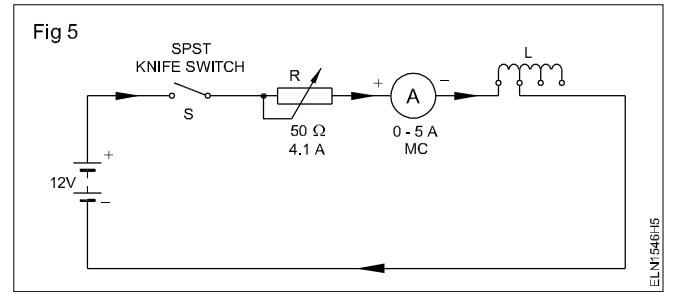 Fig 5
SPST
KNIFE SWITCH
S
R
50 Ω
4.1 A
+
A
−
0 - 5 A
MC
L
+
12V
−
ELN1546H5